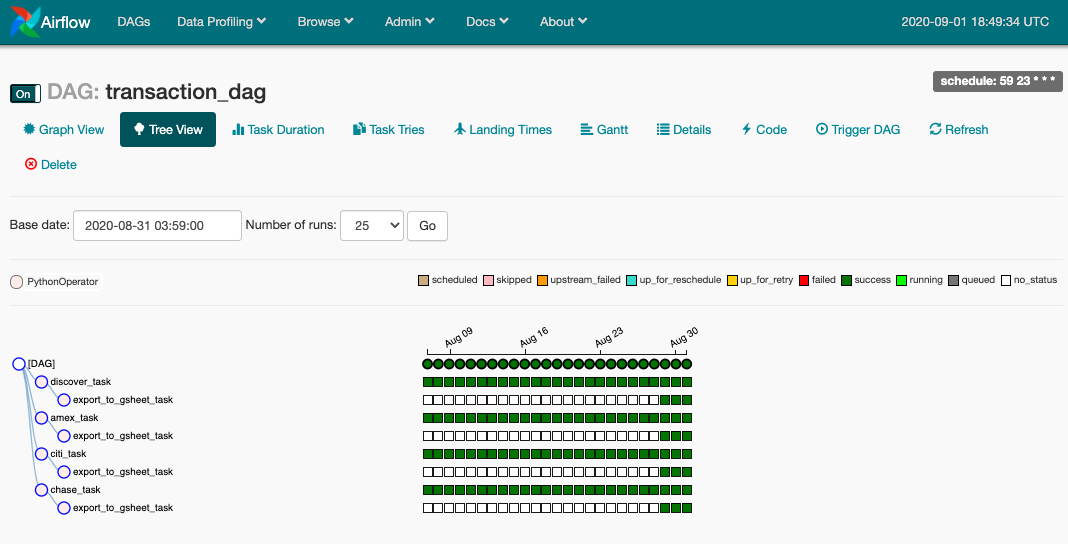 Airflow DAGs Data Profiling Browse Admin Docs About 2020-09-01 18:49:34 UTC
schedule: 59 23 * * *
On DAG: transaction_dag
Graph View Tree View Task Duration Task Tries Landing Times Gantt Details Code Trigger DAG Refresh
Delete
Base date: 2020-08-31 03:59:00 Number of runs: 25 Go
PythonOperator scheduled skipped upstream_failed up_for_reschedule up_for_retry failed success running queued no_status
Aug 09 Aug 16 Aug 23 Aug 30
[DAG]
discover_task
export_to_gsheet_task
amex_task
export_to_gsheet_task
citi_task
export_to_gsheet_task
chase_task
export_to_gsheet_task